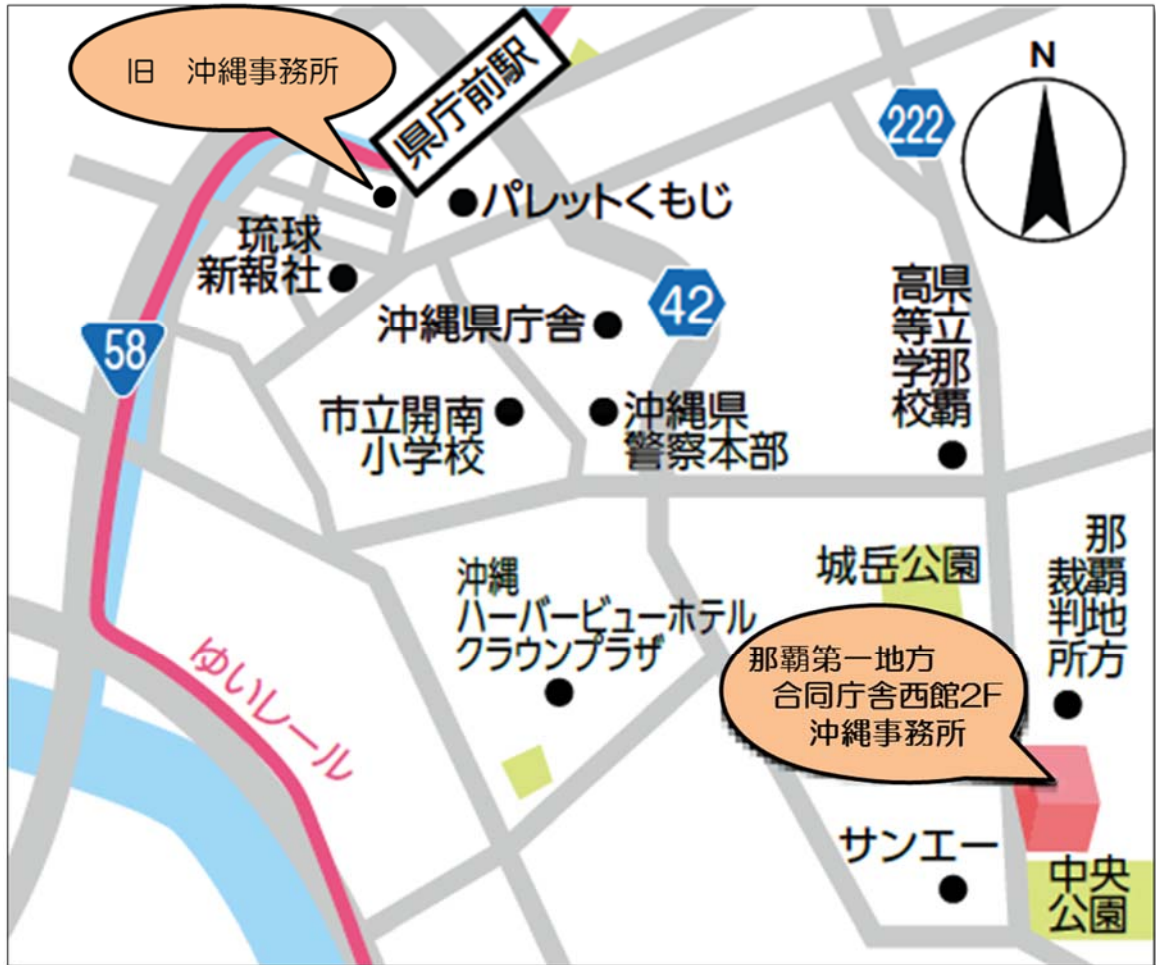 旧　沖縄事務所
県庁前駅
N
222
パレットくもじ
琉球
新報社
沖縄県庁舎
42
県立那覇
高等学校
58
市立開南
小学校
沖縄県
警察本部
城岳公園
那覇地方
裁判所
沖縄
ハーバービューホテル
クラウンプラザ
ゆいレール
那覇第一地方
合同庁舎西館2F
沖縄事務所
サンエー
中央
公園